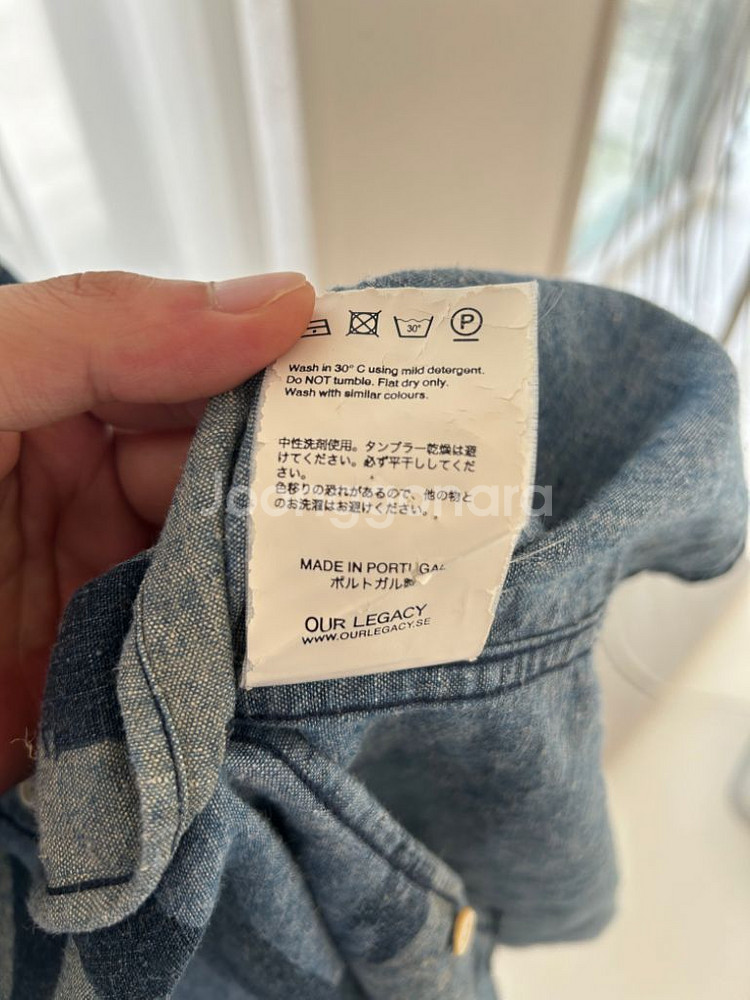 30°
P
Wash in 30° C using mild detergent.
Do NOT tumble. Flat dry only.
Wash with similar colours.
中性洗剤使用。タンブラー乾燥は避
けてください。必ず平干ししてくだ
さい。
色移りの恐れがあるので、他の物と
のお洗濯はお避けください。
Joonggonara
MADE IN PORTUGAL
ポルトガル製
OUR LEGACY
WWW.OURLEGACY.SE